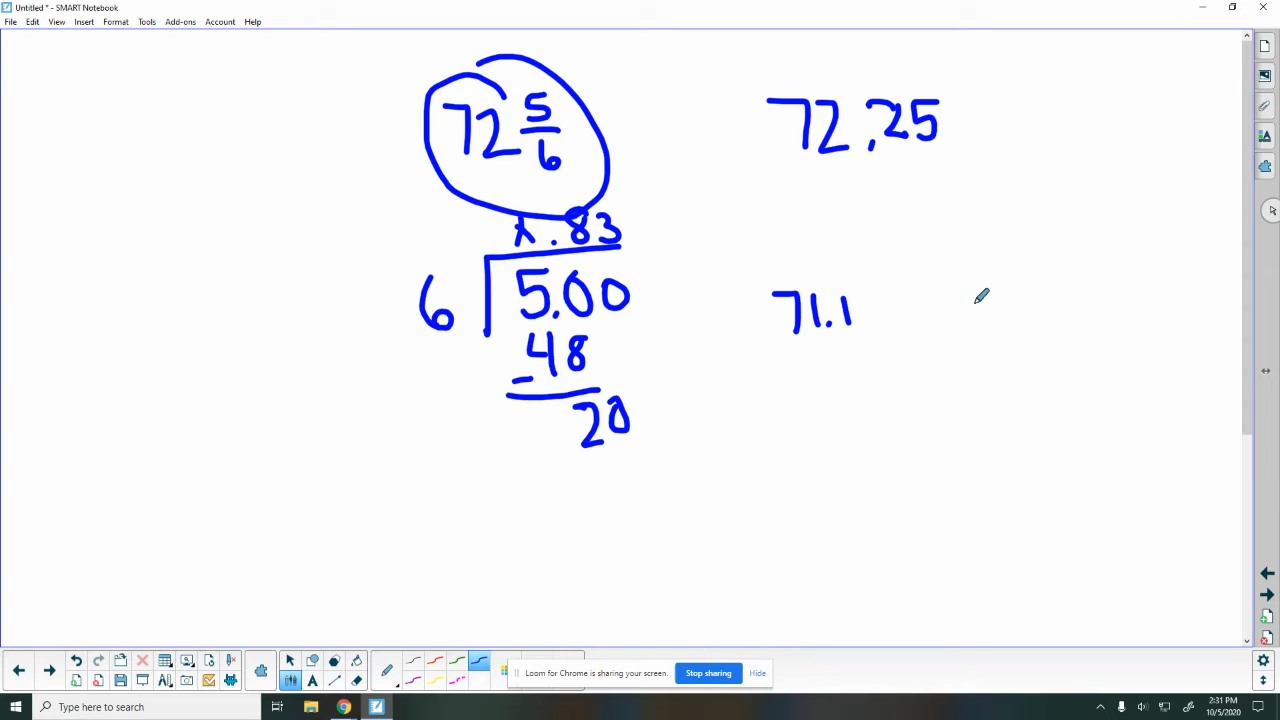 Untitled * - SMART Notebook
File Edit View Insert Format Tools Add-ons Account Help
72 5/6
72.25
.83
6 5.00
71.1
- 48
20
Loom for Chrome is sharing your screen. Stop sharing Hide
Type here to search
2:31 PM
10/5/2020